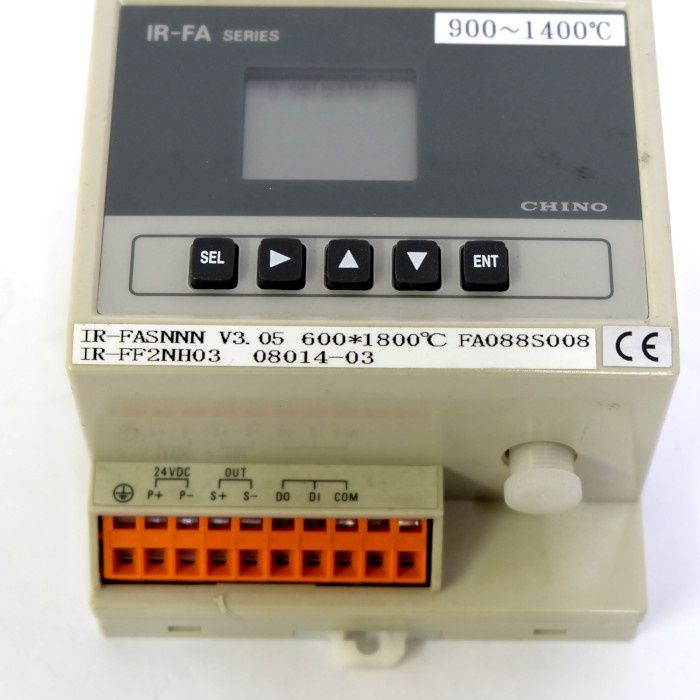 IR-FA SERIES
900~1400℃
CHINO
SEL
ENT
IR-FASNNN V3.05 600*1800℃ FA088S008
IR-FF2NH03 08014-03
CE
24VDC OUT
P+ P- S+ S- DO DI COM